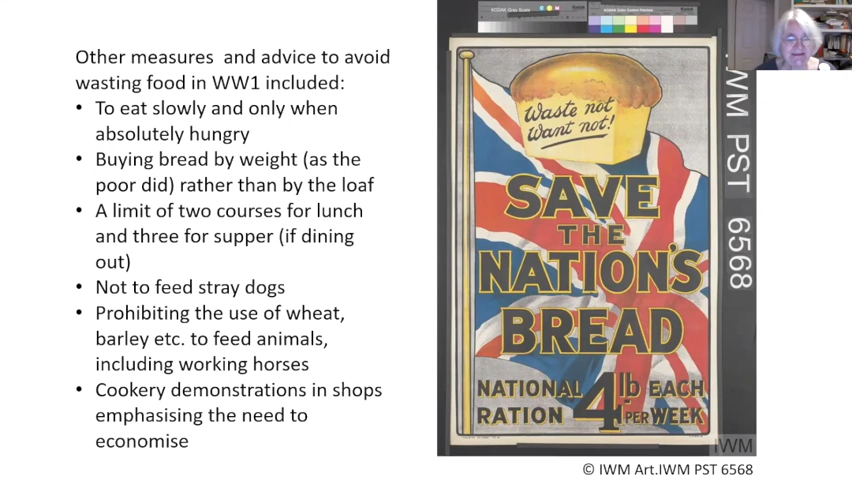 Other measures  and advice to avoid
wasting food in WW1 included:
• To eat slowly and only when
absolutely hungry
• Buying bread by weight (as the
poor did) rather than by the loaf
• A limit of two courses for lunch
and three for supper (if dining
out)
• Not to feed stray dogs
• Prohibiting the use of wheat,
barley etc. to feed animals,
including working horses
• Cookery demonstrations in shops
emphasising the need to
economise
Waste not
Want not!
SAVE
THE
NATION'S
BREAD
NATIONAL 4lb EACH
RATION PER WEEK
IWM PST 6568
IWM
© IWM Art.IWM PST 6568